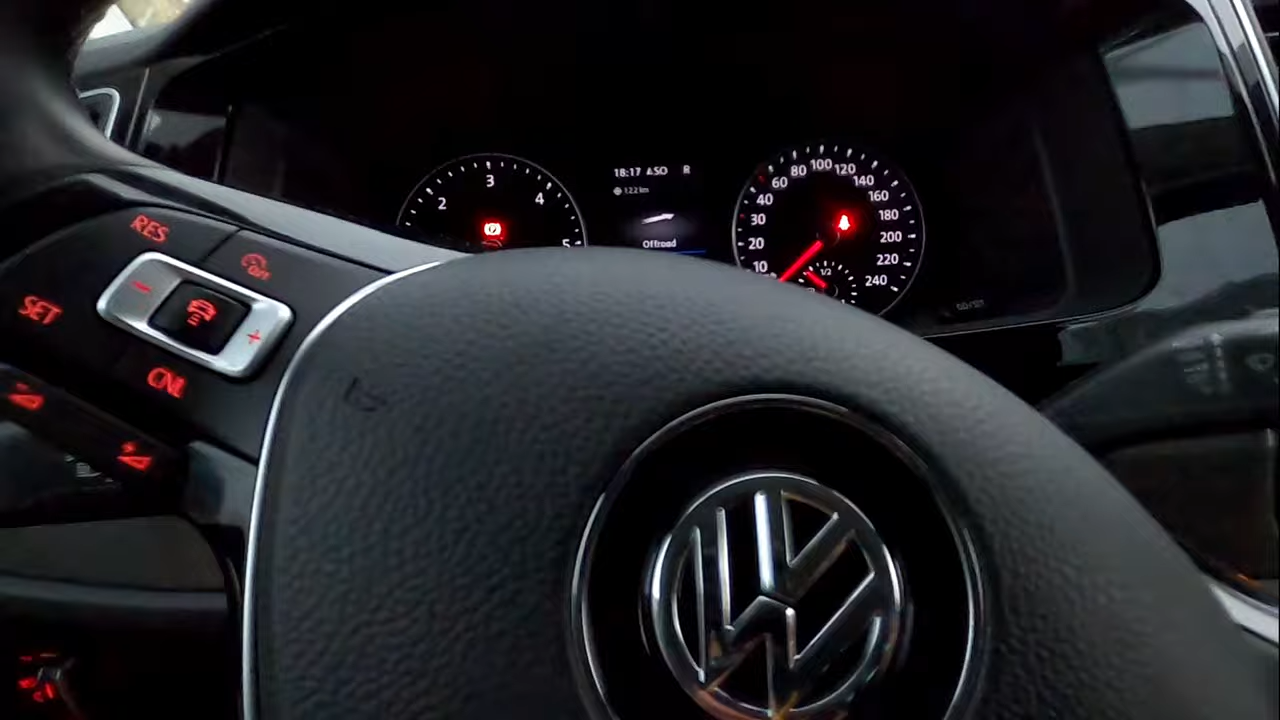 18:17 ASO R
122 km
Offroad
2 3 4 5
10 20 30 40 60 80 100 120 140 160 180 200 220 240
1/2
RES
SET
CNL
- +